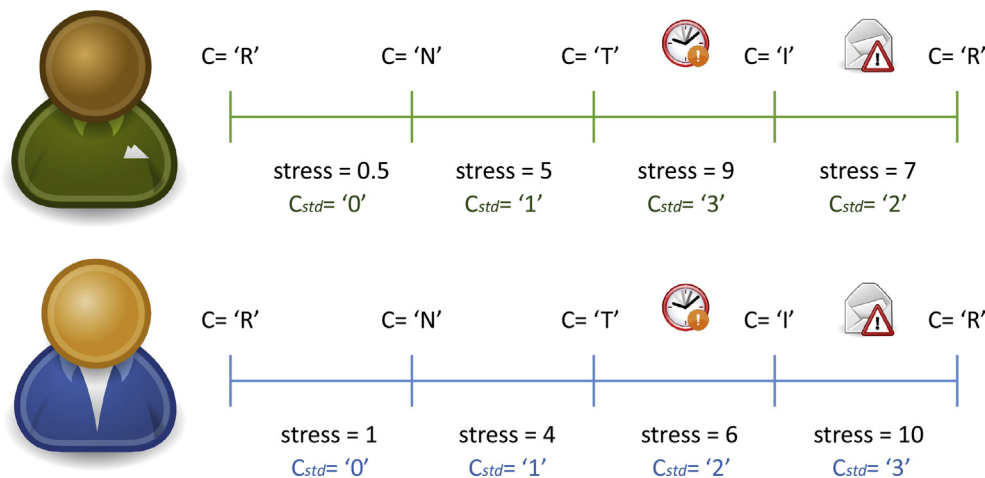 C= ‘R’ C= ‘N’ C= ‘T’ C= ‘I’ C= ‘R’
stress = 0.5 stress = 5 stress = 9 stress = 7
Cstd= ‘0’ Cstd= ‘1’ Cstd= ‘3’ Cstd= ‘2’
C= ‘R’ C= ‘N’ C= ‘T’ C= ‘I’ C= ‘R’
stress = 1 stress = 4 stress = 6 stress = 10
Cstd= ‘0’ Cstd= ‘1’ Cstd= ‘2’ Cstd= ‘3’